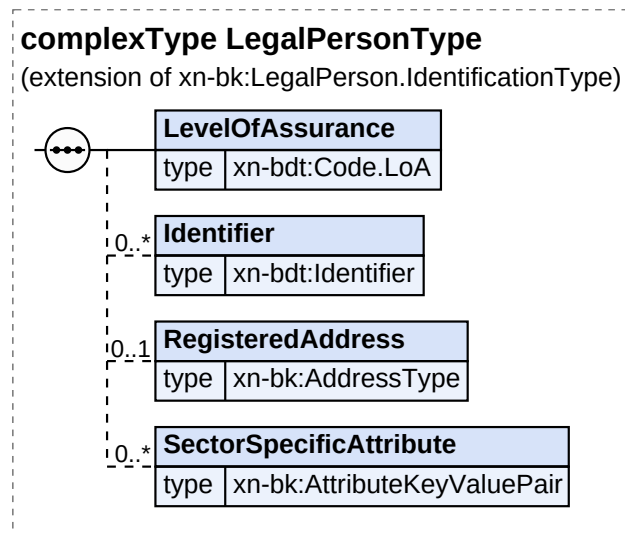 complexType LegalPersonType
(extension of xn-bk:LegalPerson.IdentificationType)
LevelOfAssurance
type xn-bdt:Code.LoA
0..* Identifier
type xn-bdt:Identifier
0..1 RegisteredAddress
type xn-bk:AddressType
0..* SectorSpecificAttribute
type xn-bk:AttributeKeyValuePair